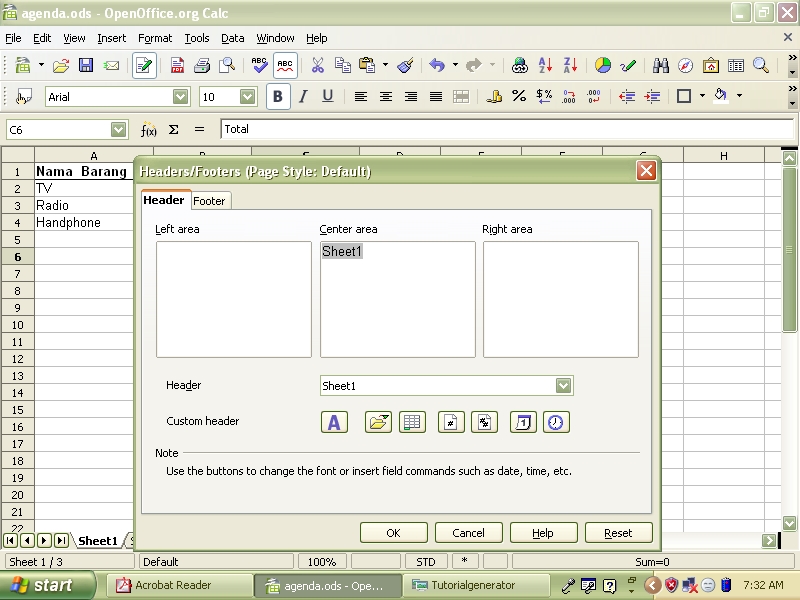 agenda.ods - OpenOffice.org Calc
File Edit View Insert Format Tools Data Window Help
ABC ABC
Arial 10 B I U
C6 f(x) Σ = Total
A H
1 Nama Barang
2 TV
3 Radio
4 Handphone
5
6
7
8
9
10
11
12
13
14
15
16
17
18
19
20
21
22
Headers/Footers (Page Style: Default)
Header Footer
Left area Center area Right area
Sheet1
Header Sheet1
Custom header A
Note
Use the buttons to change the font or insert field commands such as date, time, etc.
OK Cancel Help Reset
Sheet1
Sheet 1 / 3 Default 100% STD * Sum=0
start Acrobat Reader agenda.ods - Ope... Tutorialgenerator 7:32 AM